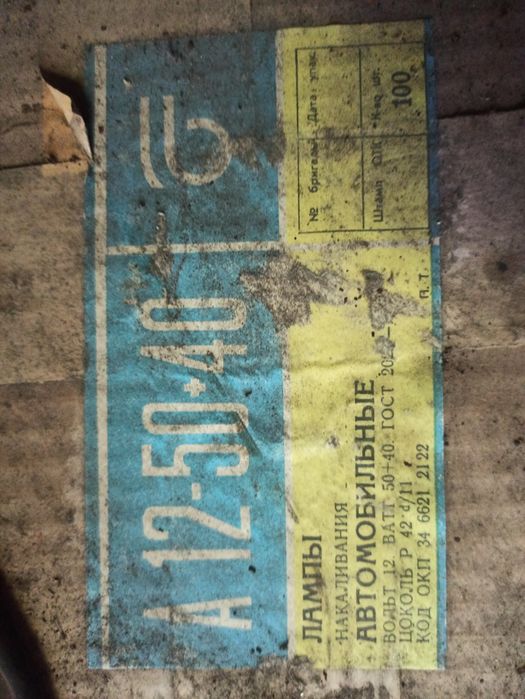 А 12-50+40
ЛАМПЫ
НАКАЛИВАНИЯ
АВТОМОБИЛЬНЫЕ
ВОЛЬТ 12 ВАТТ 50+40 ГОСТ
ЦОКОЛЬ Р 42 d/11
КОД ОКП 34 6621 2122
№ бригады Дата упак.
Штамп ОТК К-во шт.
100